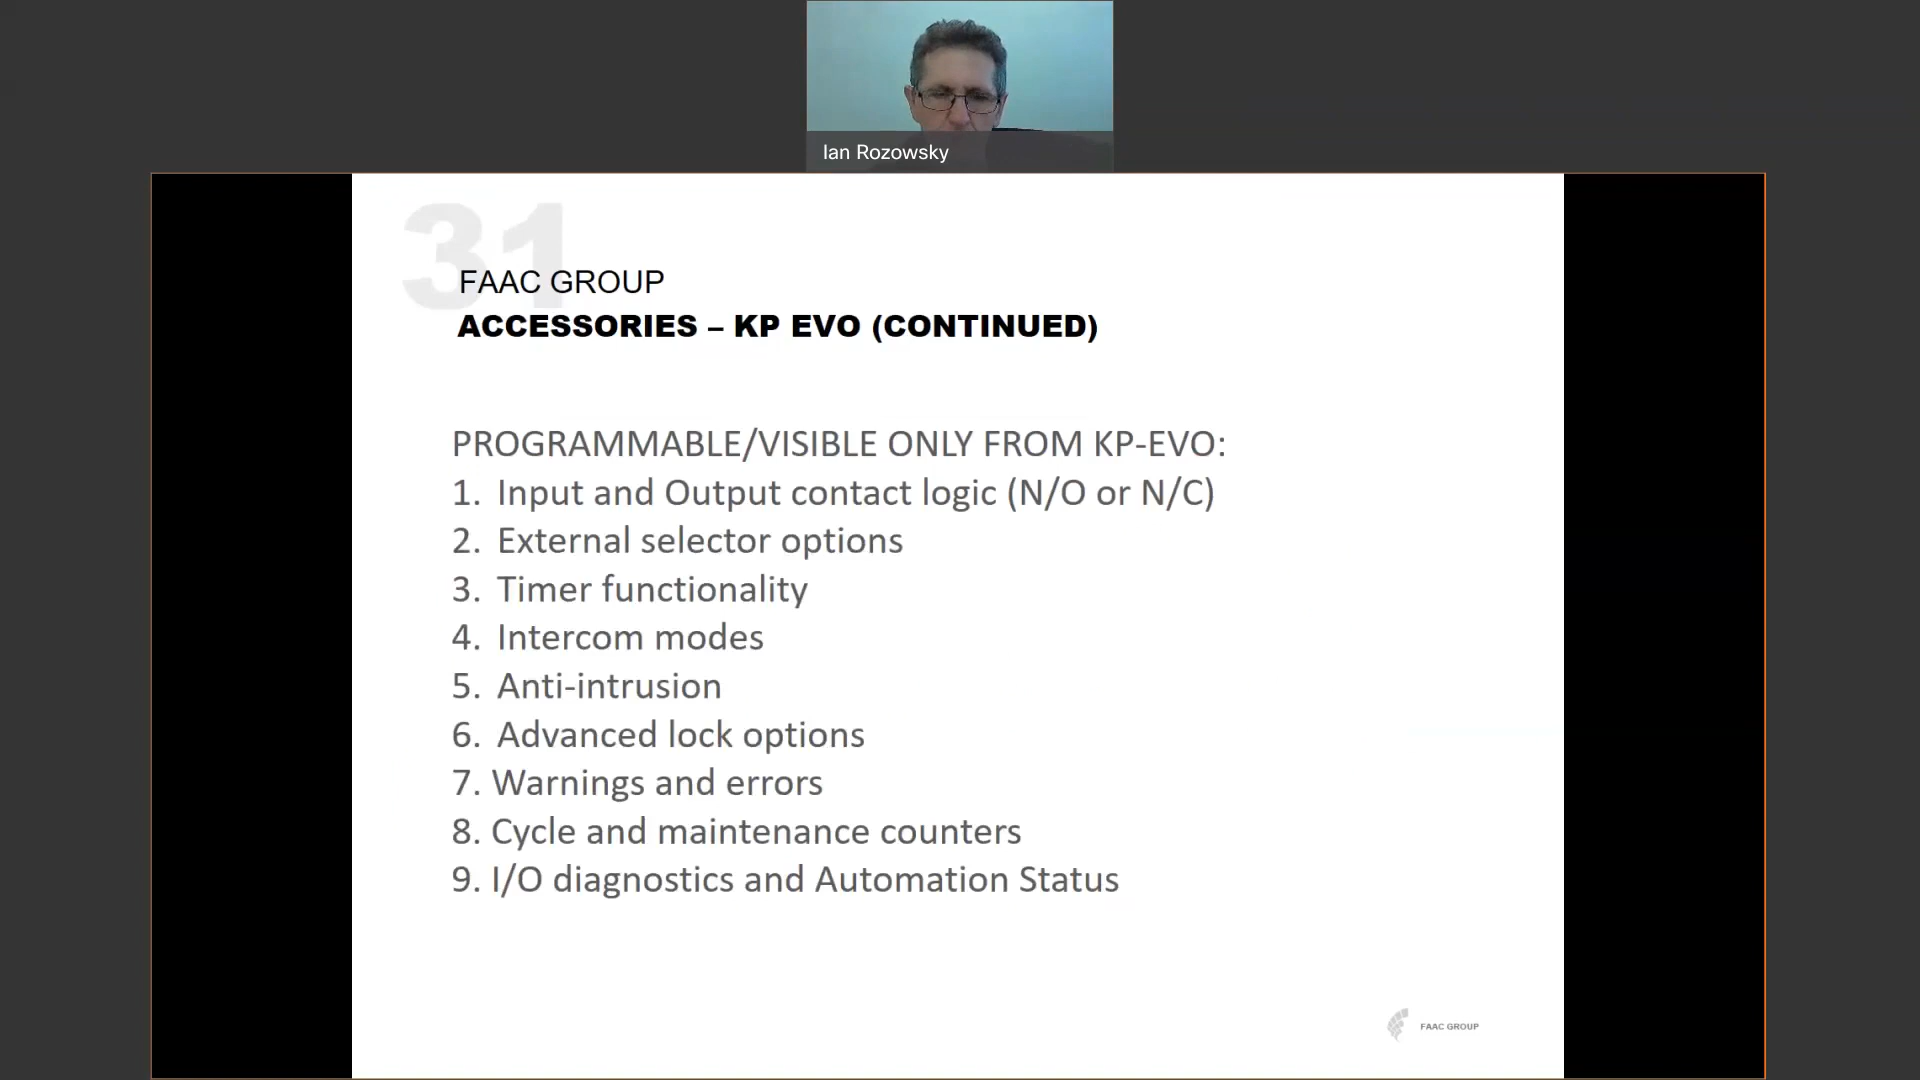 Ian Rozowsky
31
FAAC GROUP
ACCESSORIES – KP EVO (CONTINUED)
PROGRAMMABLE/VISIBLE ONLY FROM KP-EVO:
1. Input and Output contact logic (N/O or N/C)
2. External selector options
3. Timer functionality
4. Intercom modes
5. Anti-intrusion
6. Advanced lock options
7. Warnings and errors
8. Cycle and maintenance counters
9. I/O diagnostics and Automation Status
FAAC GROUP